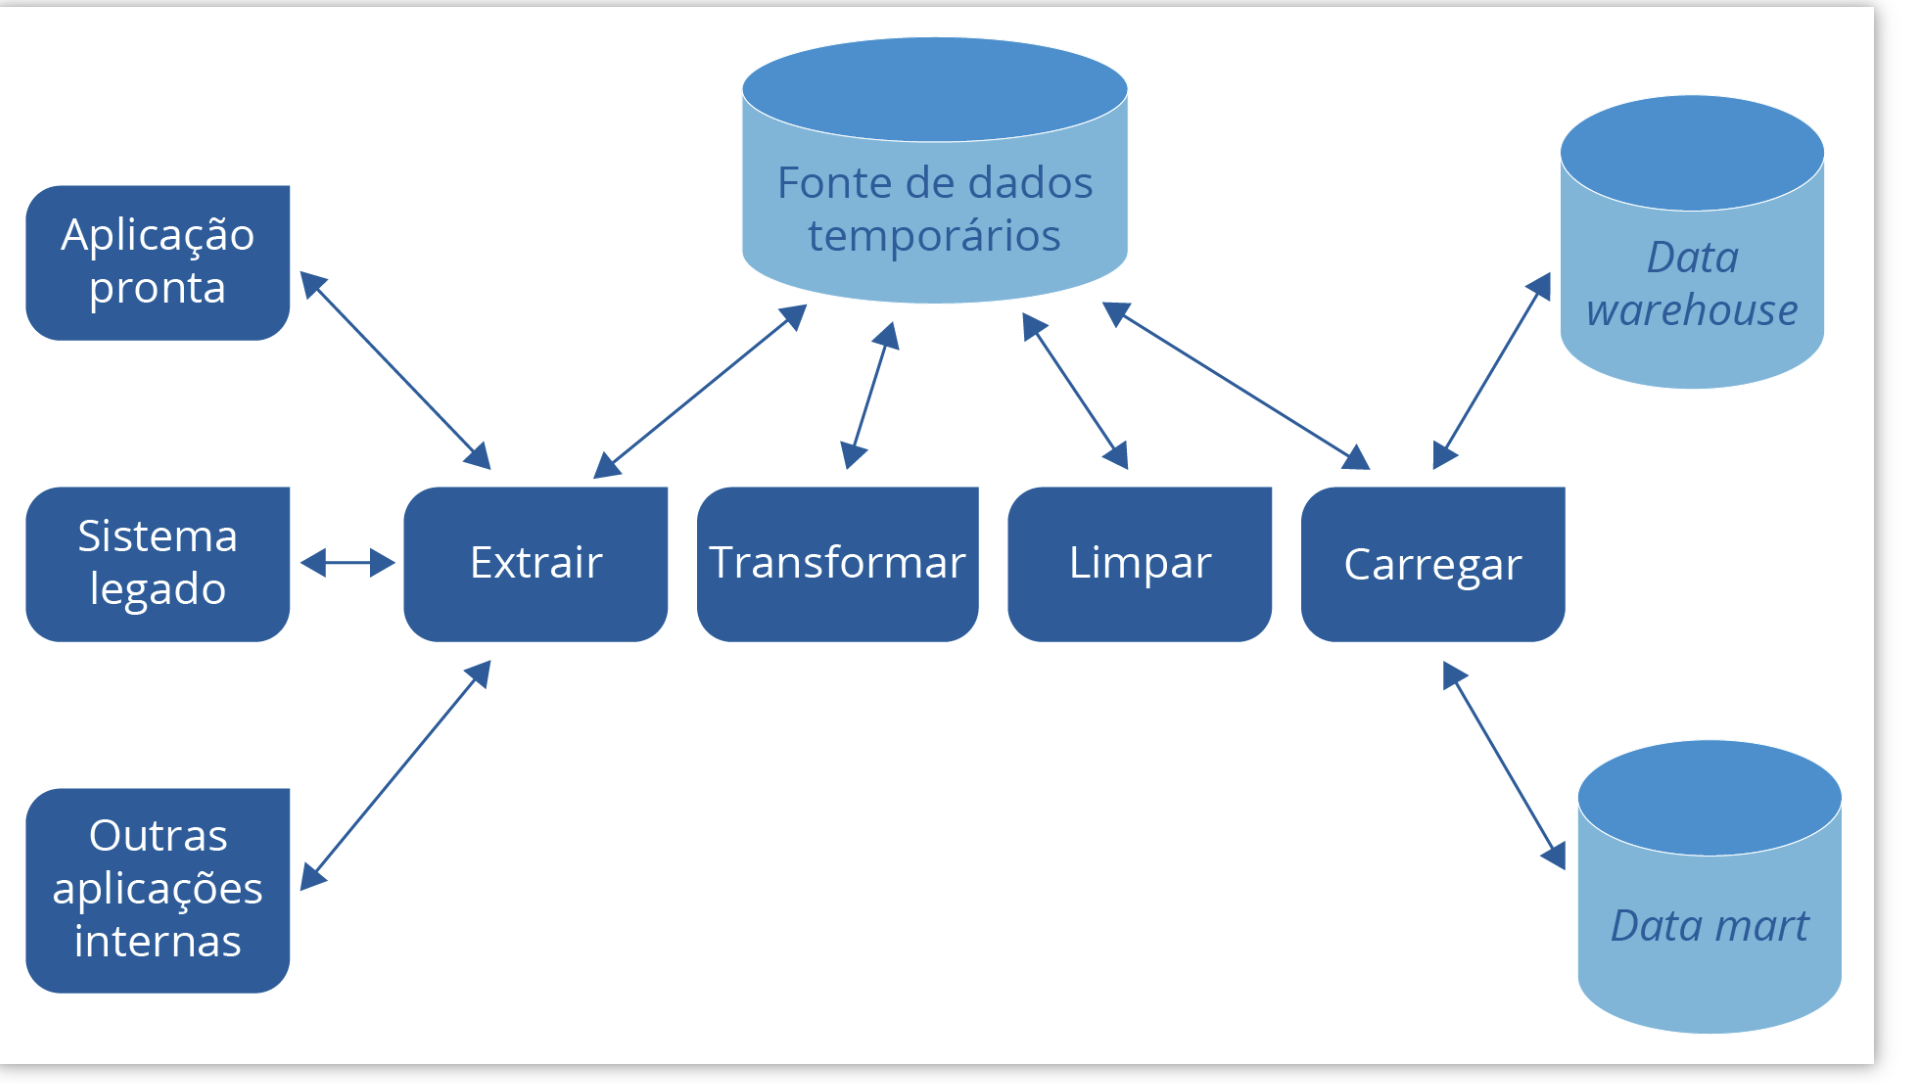 Fonte de dados
temporários
Data
warehouse
Aplicação
pronta
Sistema
legado
Extrair
Transformar
Limpar
Carregar
Outras
aplicações
internas
Data mart